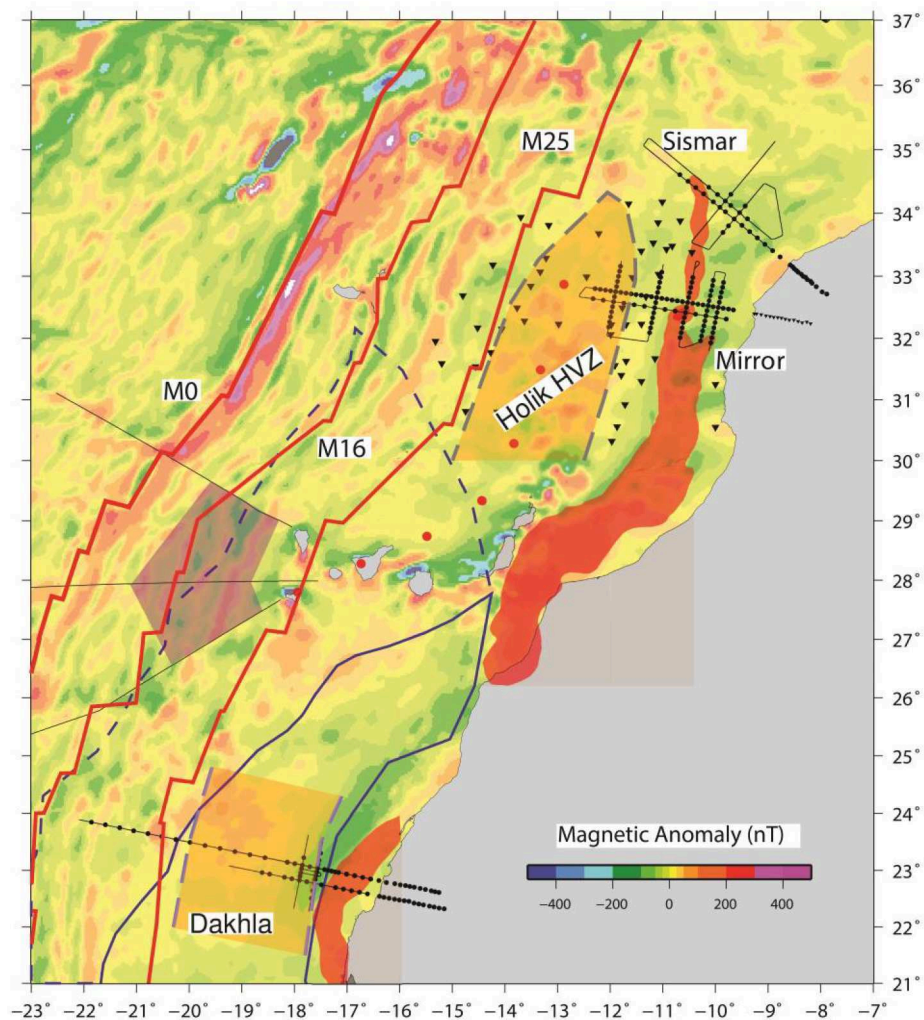 37°
36°
35°
34°
33°
32°
31°
30°
29°
28°
27°
26°
25°
24°
23°
22°
21°
Sismar
M25
Mirror
Holik HVZ
M0
M16
Magnetic Anomaly (nT)
−400 −200 0 200 400
Dakhla
−23 −22 −21 −20 −19 −18 −17 −16 −15 −14 −13 −12 −11 −10 −9 −8 −7